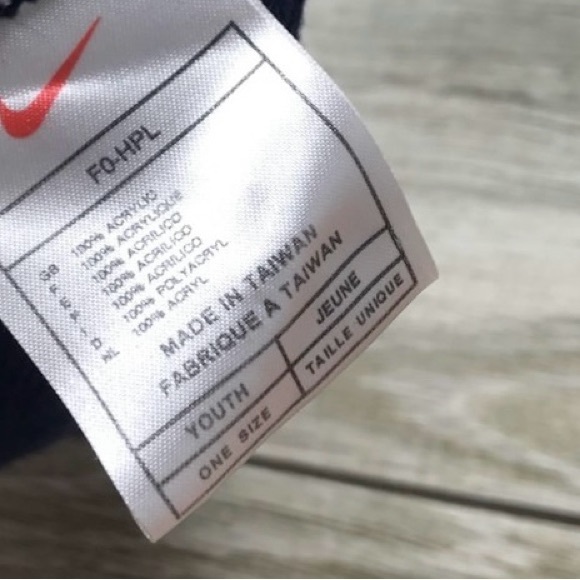 F0-HPL
GB 100% ACRYLIC
F 100% ACRYLIQUE
E 100% ACRILICO
P 100% ACRILICO
I 100% ACRILICO
D 100% POLYACRYL
NL 100% ACRYL
MADE IN TAIWAN
FABRIQUE A TAIWAN
YOUTH JEUNE
ONE SIZE TAILLE UNIQUE